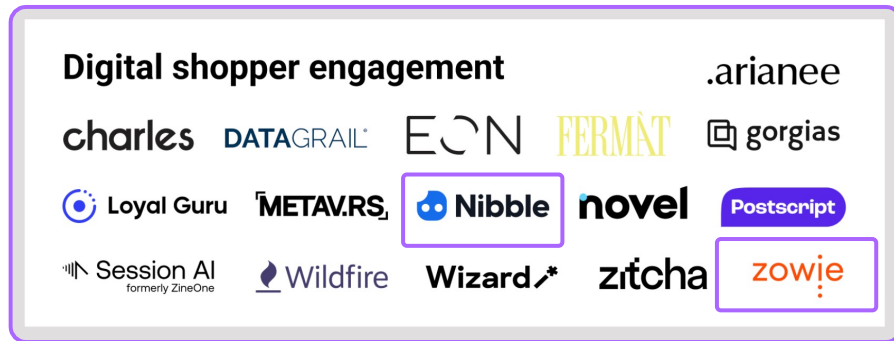 Digital shopper engagement
.arianee
charles DATAGRAIL EON FERMÀT gorgias
Loyal Guru METAV.RS Nibble novel Postscript
Session AI Wildfire Wizard zitcha zowie
formerly ZineOne